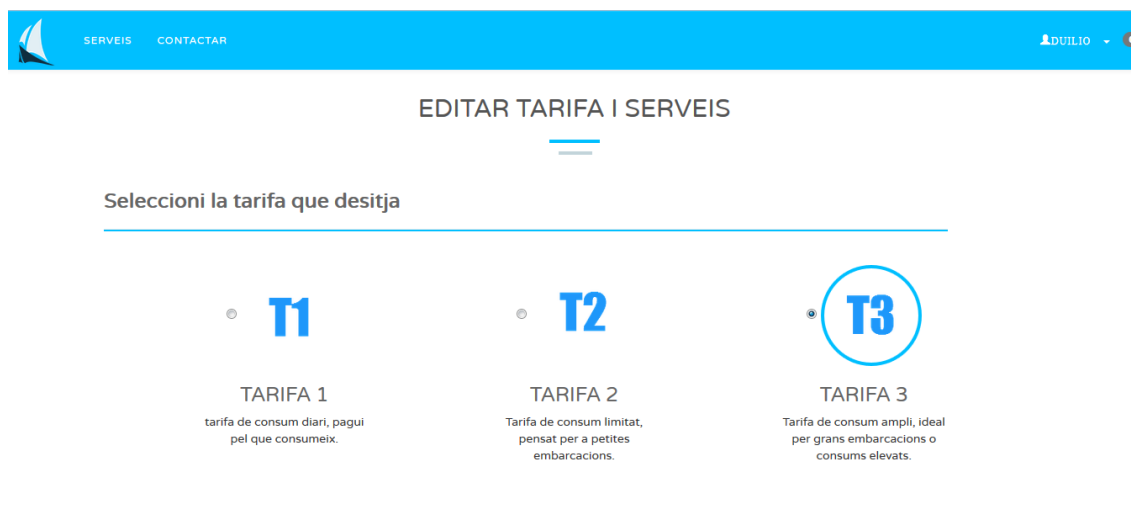 SERVEIS CONTACTAR DUILIO
EDITAR TARIFA I SERVEIS
Seleccioni la tarifa que desitja
T1 T2 T3
TARIFA 1
tarifa de consum diari, pagui
pel que consumeix.
TARIFA 2
Tarifa de consum limitat,
pensat per a petites
embarcacions.
TARIFA 3
Tarifa de consum ampli, ideal
per grans embarcacions o
consums elevats.